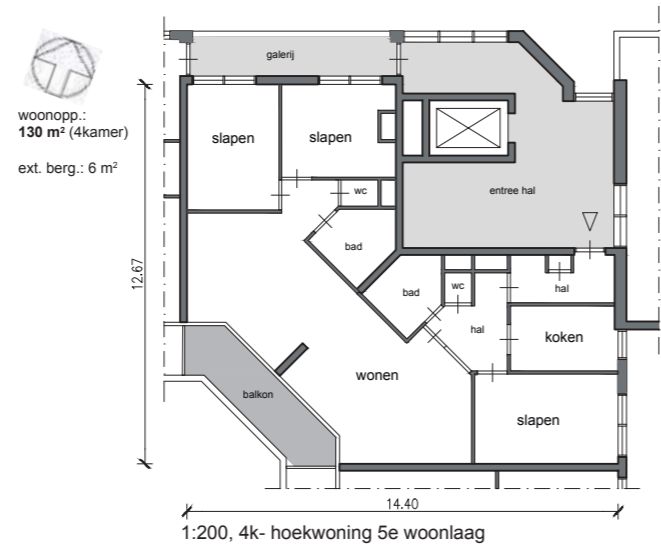 galerij
woonopp.:
130 m² (4kamer)
ext. berg.: 6 m²
slapen
slapen
wc
entree hal
bad
12.67
bad
wc
hal
hal
koken
wonen
balkon
slapen
14.40
1:200, 4k- hoekwoning 5e woonlaag